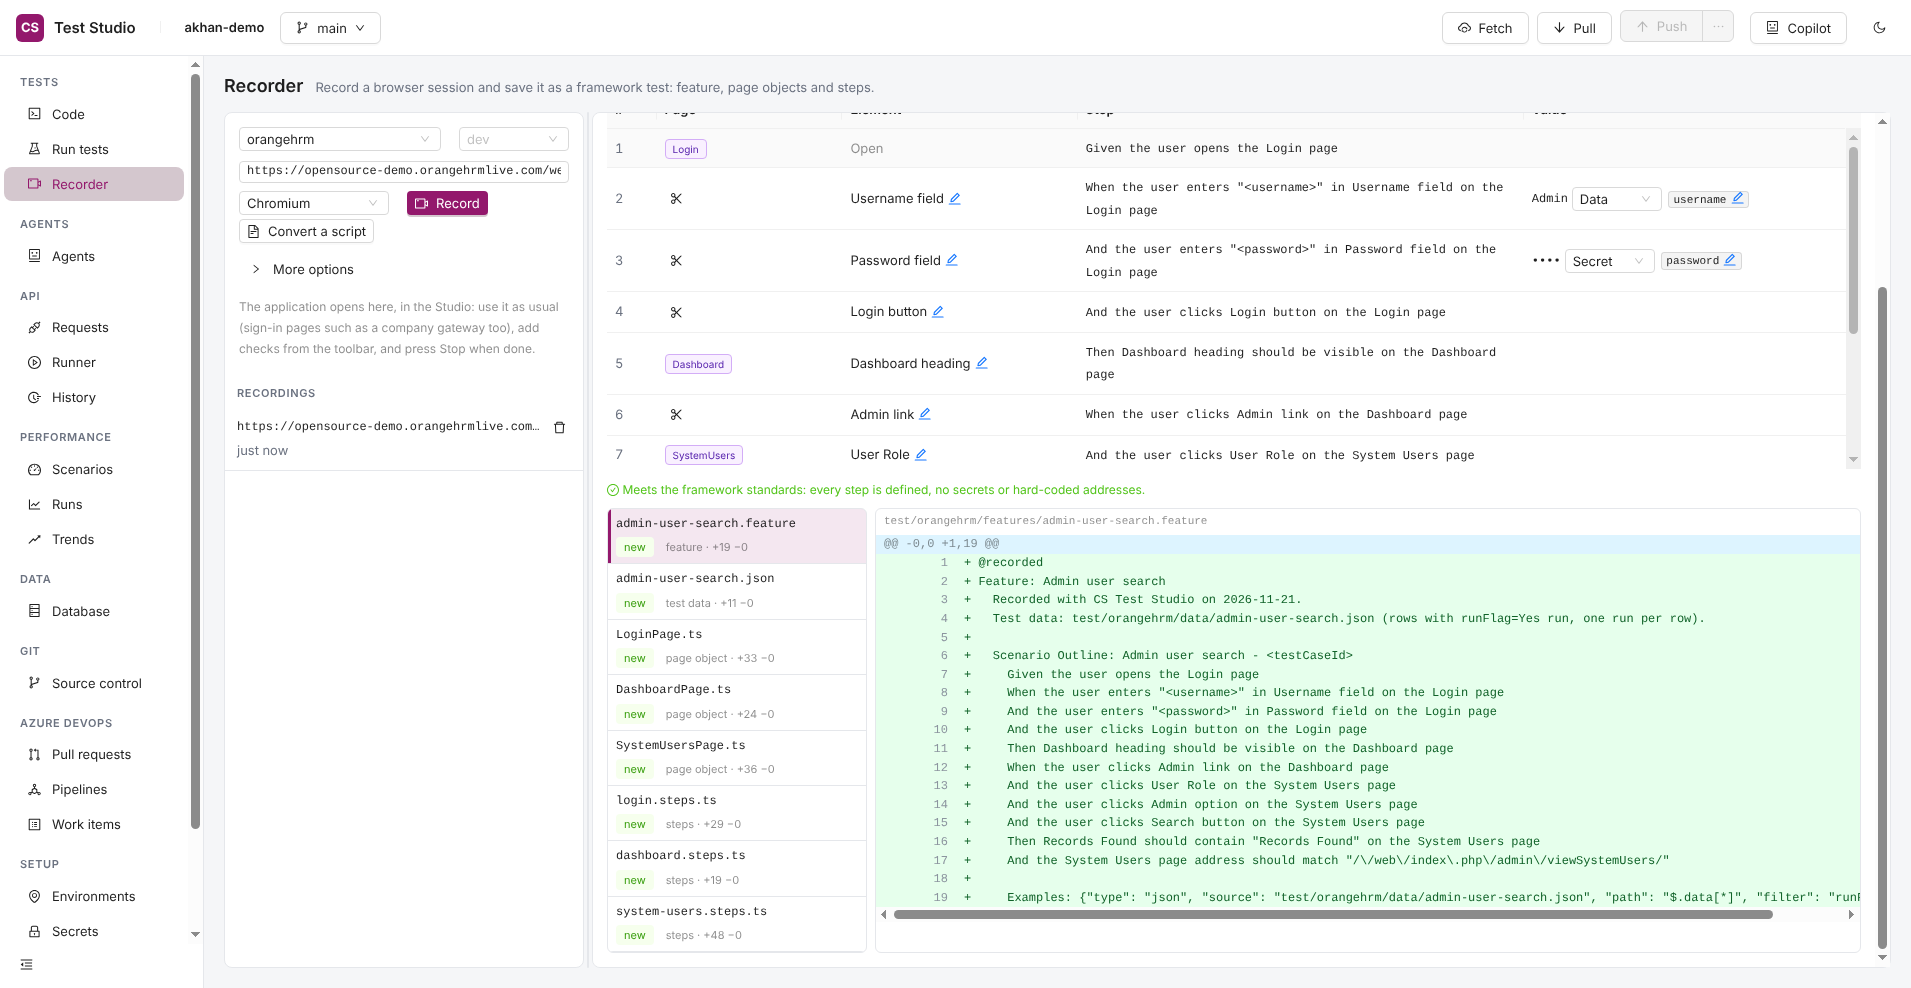 CS Test Studio akhan-demo main Fetch Pull Push ... Copilot
TESTS
Code
Run tests
Recorder
AGENTS
Agents
API
Requests
Runner
History
PERFORMANCE
Scenarios
Runs
Trends
DATA
Database
GIT
Source control
AZURE DEVOPS
Pull requests
Pipelines
Work items
SETUP
Environments
Secrets
Recorder Record a browser session and save it as a framework test: feature, page objects and steps.
orangehrm dev
https://opensource-demo.orangehrmlive.com/we
Chromium Record
Convert a script
More options
The application opens here, in the Studio: use it as usual
(sign-in pages such as a company gateway too), add
checks from the toolbar, and press Stop when done.
RECORDINGS
https://opensource-demo.orangehrmlive.com…
just now
# Page Element Step Value
1 Login Open Given the user opens the Login page
2 Username field When the user enters "<username>" in Username field on the
Login page
Admin Data username
3 Password field And the user enters "<password>" in Password field on the
Login page
•••• Secret password
4 Login button And the user clicks Login button on the Login page
5 Dashboard Dashboard heading Then Dashboard heading should be visible on the Dashboard
page
6 Admin link When the user clicks Admin link on the Dashboard page
7 SystemUsers User Role And the user clicks User Role on the System Users page
Meets the framework standards: every step is defined, no secrets or hard-coded addresses.
admin-user-search.feature
new feature · +19 −0
admin-user-search.json
new test data · +11 −0
LoginPage.ts
new page object · +33 −0
DashboardPage.ts
new page object · +24 −0
SystemUsersPage.ts
new page object · +36 −0
login.steps.ts
new steps · +29 −0
dashboard.steps.ts
new steps · +19 −0
system-users.steps.ts
new steps · +48 −0
test/orangehrm/features/admin-user-search.feature
@@ -0,0 +1,19 @@
1 + @recorded
2 + Feature: Admin user search
3 + Recorded with CS Test Studio on 2026-11-21.
4 + Test data: test/orangehrm/data/admin-user-search.json (rows with runFlag=Yes run, one run per row).
5 +
6 + Scenario Outline: Admin user search - <testCaseId>
7 + Given the user opens the Login page
8 + When the user enters "<username>" in Username field on the Login page
9 + And the user enters "<password>" in Password field on the Login page
10 + And the user clicks Login button on the Login page
11 + Then Dashboard heading should be visible on the Dashboard page
12 + When the user clicks Admin link on the Dashboard page
13 + And the user clicks User Role on the System Users page
14 + And the user clicks Admin option on the System Users page
15 + And the user clicks Search button on the System Users page
16 + Then Records Found should contain "Records Found" on the System Users page
17 + And the System Users page address should match "/\/web\/index\.php\/admin\/viewSystemUsers/"
18 +
19 + Examples: {"type": "json", "source": "test/orangehrm/data/admin-user-search.json", "path": "$.data[*]", "filter": "runF